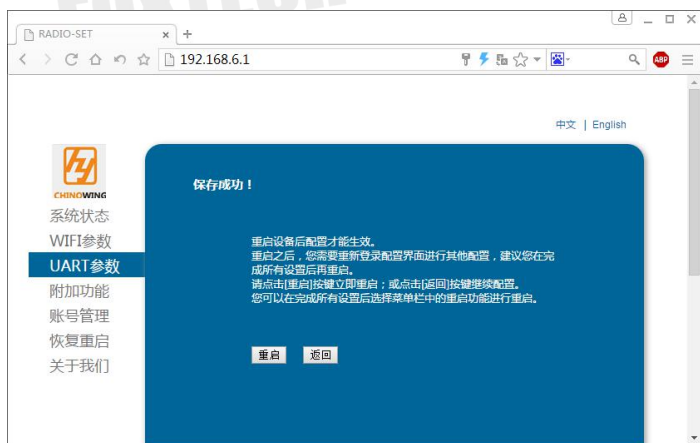 RADIO-SET
192.168.6.1
ABP
中文 | English
CHINOWING
系统状态
WIFI参数
UART参数
附加功能
账号管理
恢复重启
关于我们
保存成功！
重启设备后配置才能生效。
重启之后，您需要重新登录配置界面进行其他配置，建议您在完
成所有设置后再重启。
请点击[重启]按键立即重启；或点击[返回]按键继续配置。
您可以在完成所有设置后选择菜单栏中的重启功能进行重启。
重启 返回